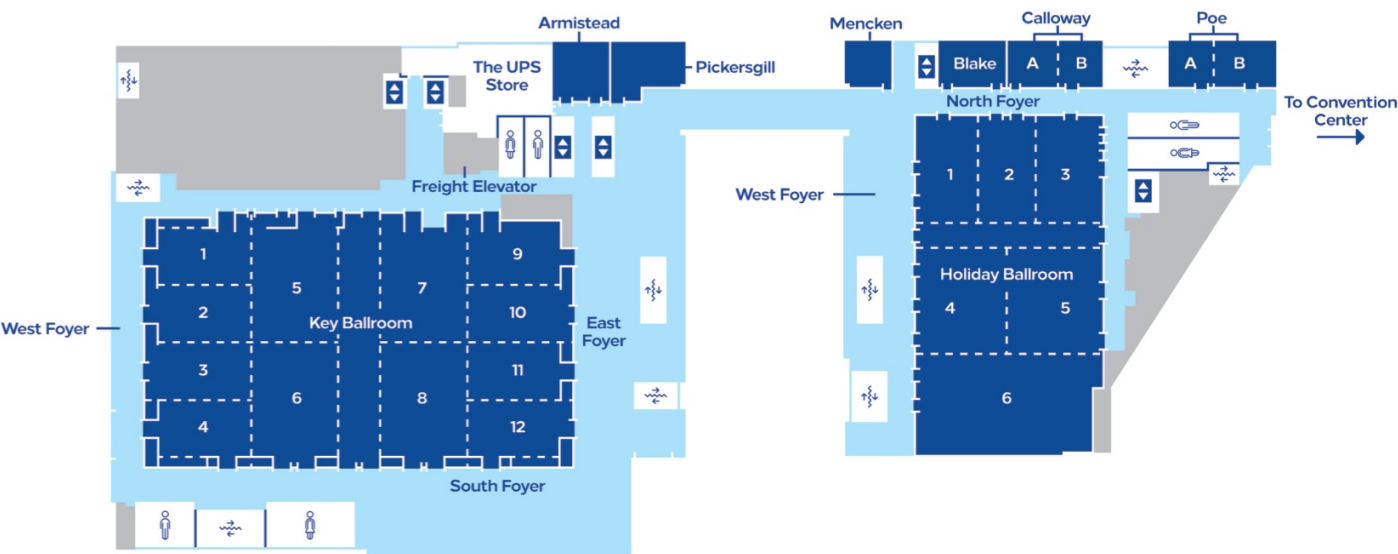 Armistead
Mencken
Calloway
Poe
The UPS
Store
Pickersgill
Blake
A
B
A
B
North Foyer
To Convention
Center
Freight Elevator
West Foyer
1
2
3
1
5
7
9
2
10
Key Ballroom
West Foyer
East
Foyer
3
11
6
8
4
12
South Foyer
Holiday Ballroom
4
5
6